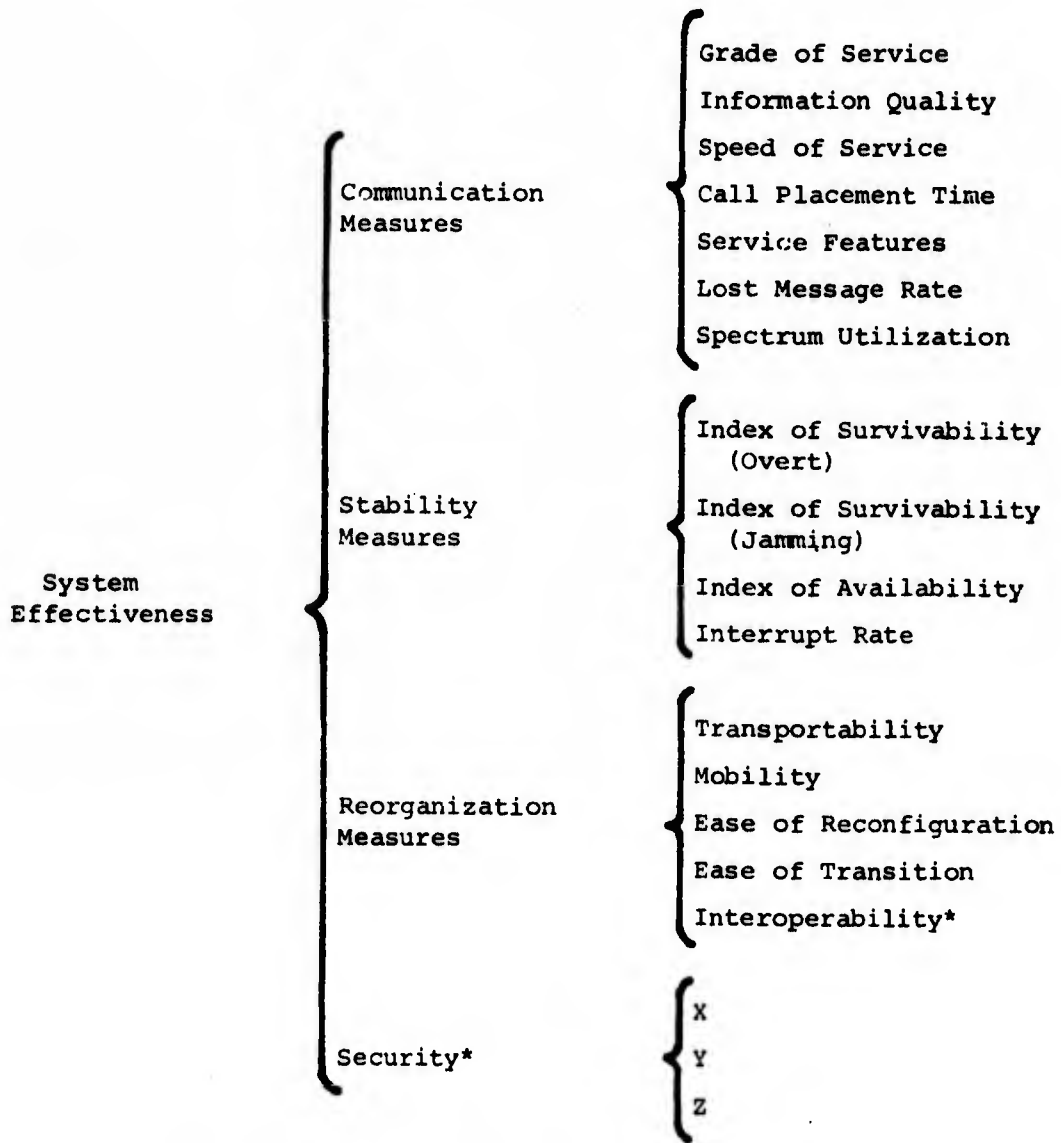 System
Effectiveness
Communication
Measures
Grade of Service
Information Quality
Speed of Service
Call Placement Time
Service Features
Lost Message Rate
Spectrum Utilization
Stability
Measures
Index of Survivability
(Overt)
Index of Survivability
(Jamming)
Index of Availability
Interrupt Rate
Reorganization
Measures
Transportability
Mobility
Ease of Reconfiguration
Ease of Transition
Interoperability*
Security*
X
Y
Z